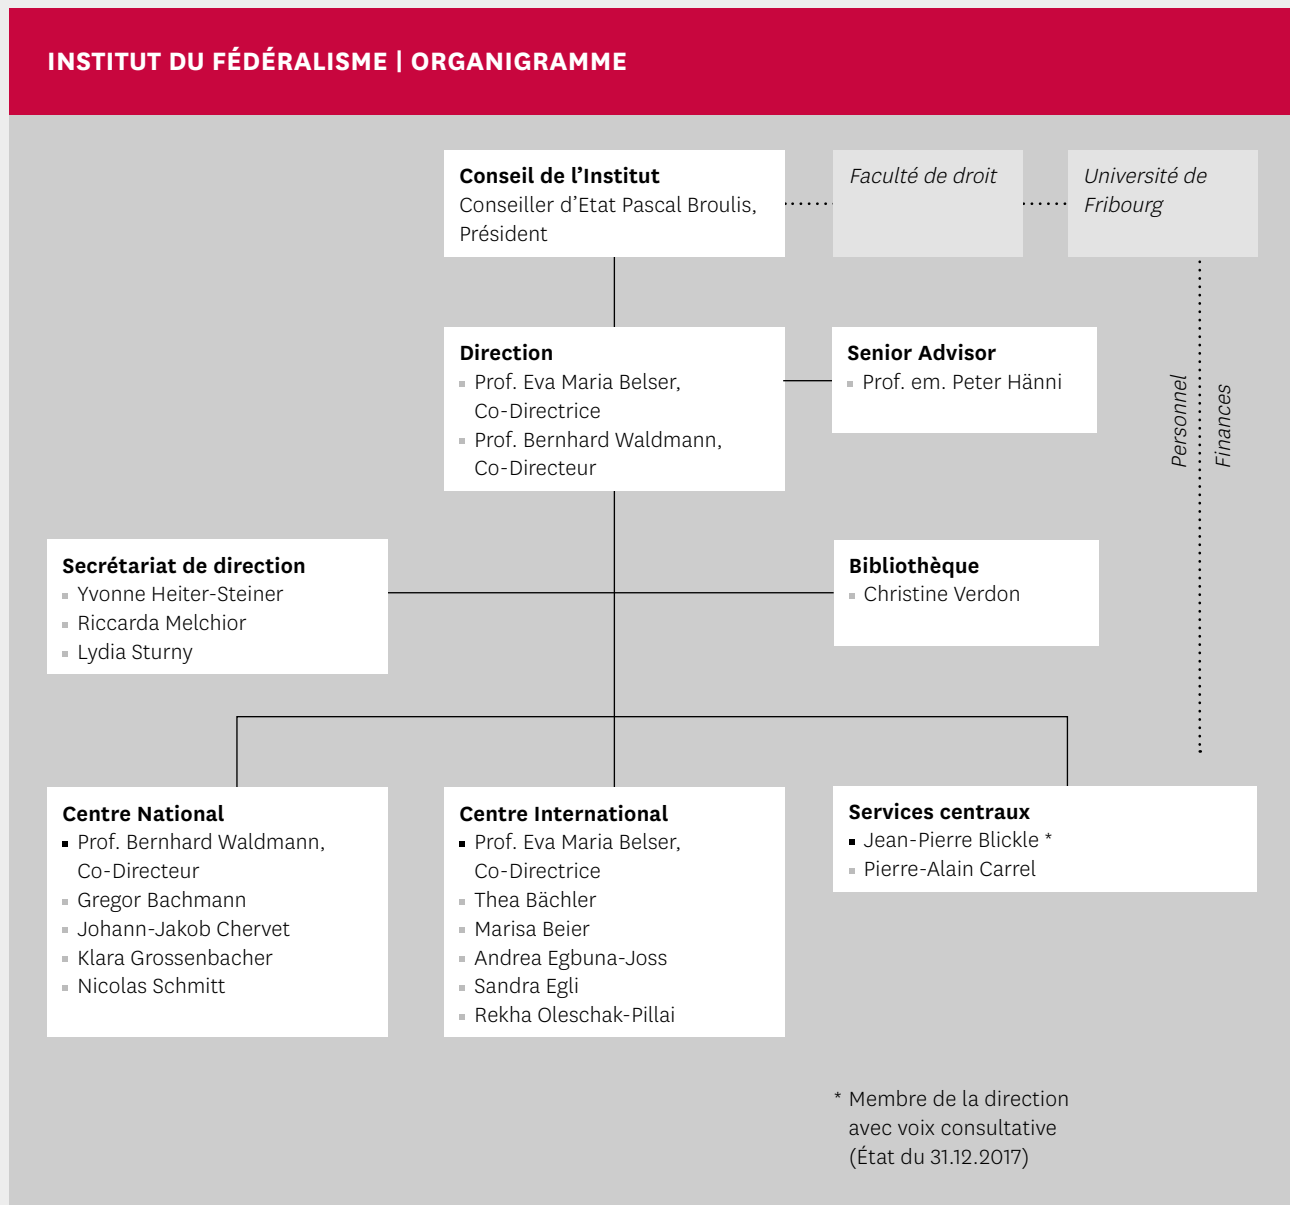 INSTITUT DU FÉDÉRALISME | ORGANIGRAMME
Conseil de l’Institut
Conseiller d’Etat Pascal Broulis,
Président
Faculté de droit
Université de
Fribourg
Direction
Prof. Eva Maria Belser,
Co-Directrice
Prof. Bernhard Waldmann,
Co-Directeur
Senior Advisor
Prof. em. Peter Hänni
Personnel
Finances
Secrétariat de direction
Yvonne Heiter-Steiner
Riccarda Melchior
Lydia Sturny
Bibliothèque
Christine Verdon
Centre National
Prof. Bernhard Waldmann,
Co-Directeur
Gregor Bachmann
Johann-Jakob Chervet
Klara Grossenbacher
Nicolas Schmitt
Centre International
Prof. Eva Maria Belser,
Co-Directrice
Thea Bächler
Marisa Beier
Andrea Egbuna-Joss
Sandra Egli
Rekha Oleschak-Pillai
Services centraux
Jean-Pierre Blickle *
Pierre-Alain Carrel
* Membre de la direction
avec voix consultative
(État du 31.12.2017)